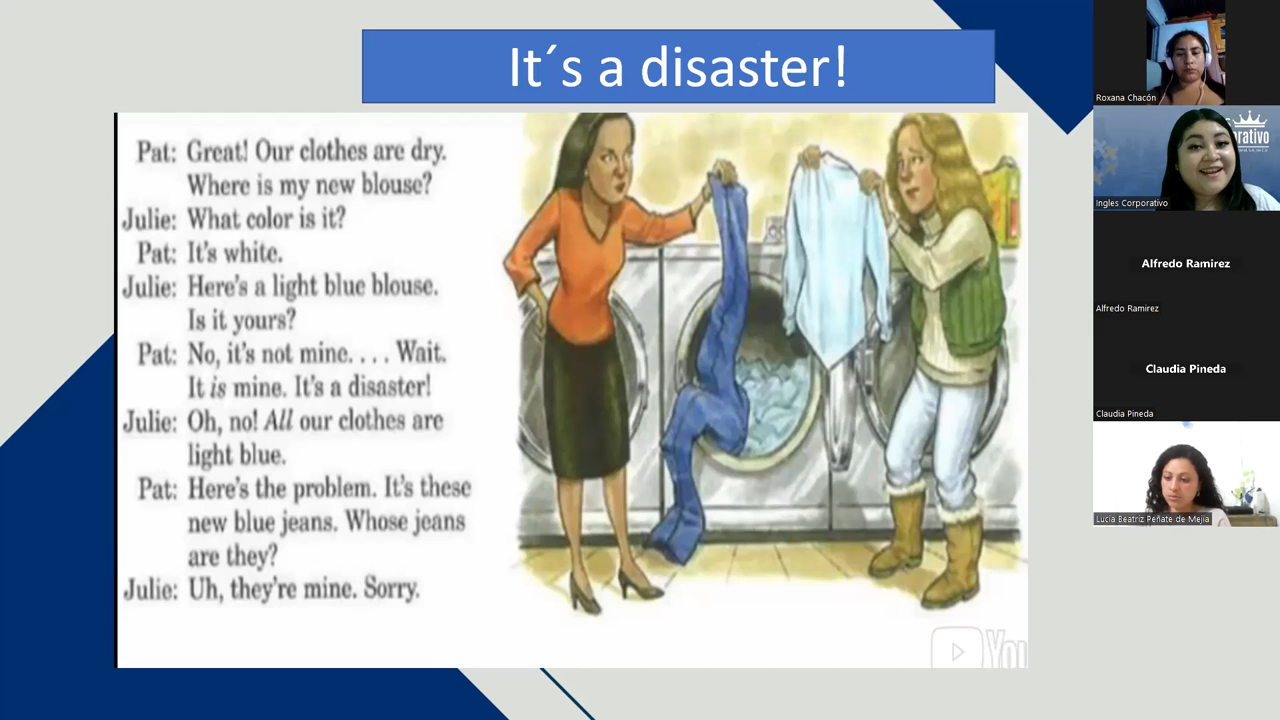 It´s a disaster!
Pat: Great! Our clothes are dry.
Where is my new blouse?
Julie: What color is it?
Pat: It's white.
Julie: Here's a light blue blouse.
Is it yours?
Pat: No, it's not mine. . . . Wait.
It is mine. It's a disaster!
Julie: Oh, no! All our clothes are
light blue.
Pat: Here's the problem. It's these
new blue jeans. Whose jeans
are they?
Julie: Uh, they're mine. Sorry.
You
Roxana Chacón
orativo
Ingles Corporativo
Alfredo Ramirez
Alfredo Ramirez
Claudia Pineda
Claudia Pineda
Lucia Beatriz Peñate de Mejia